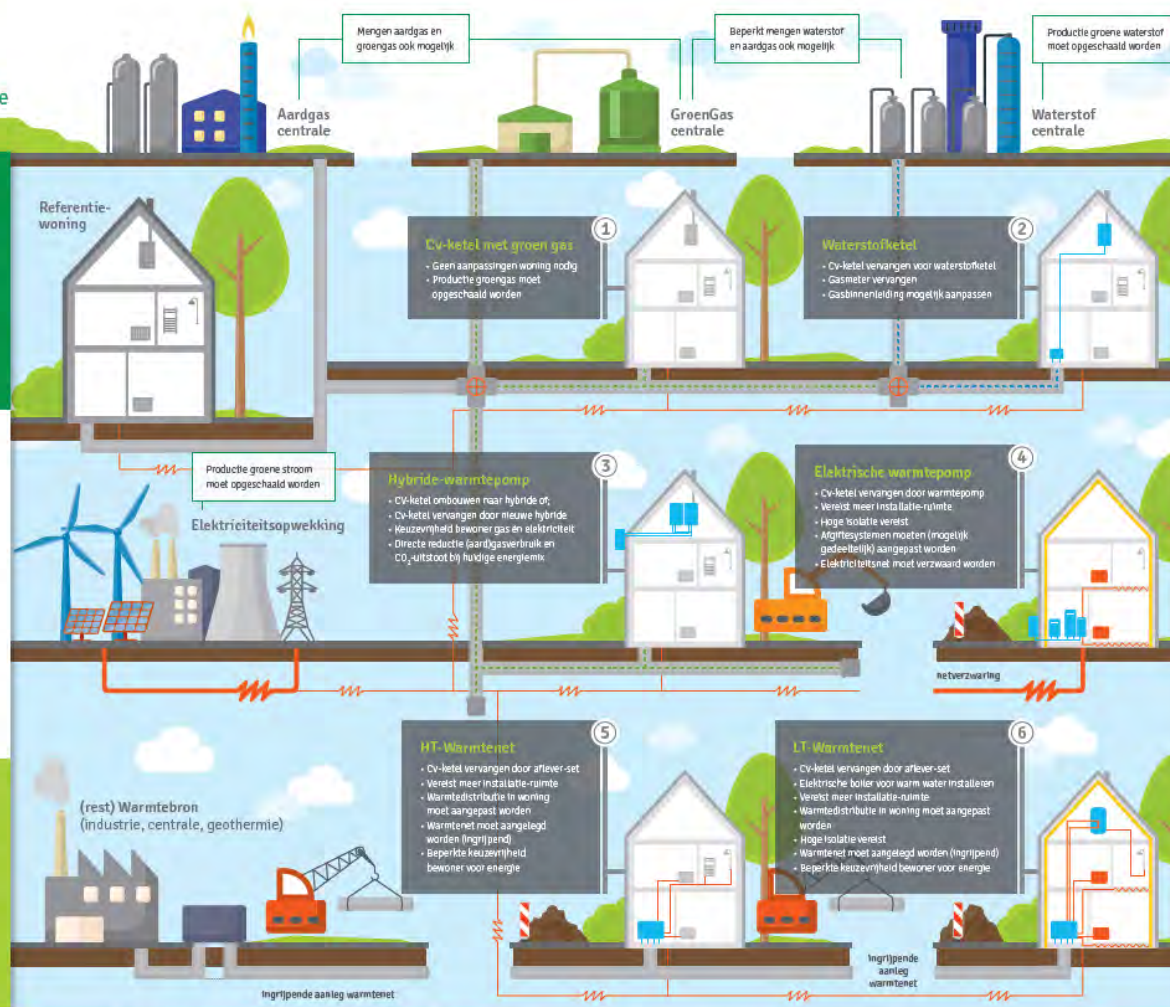 e
Mengen aardgas en
groengas ook mogelijk
Beperkt mengen waterstof
en aardgas ook mogelijk
Productie groene waterstof
moet opgeschaald worden
Aardgas
centrale
GroenGas
centrale
Waterstof
centrale
Referentie-
woning
1
Cv-ketel met groen gas
• Geen aanpassingen woning nodig
• Productie groengas moet
opgeschaald worden
2
Waterstofketel
• Cv-ketel vervangen voor waterstofketel
• Gasmeter vervangen
• Gasbinnenleiding mogelijk aanpassen
Productie groene stroom
moet opgeschaald worden
Elektriciteitsopwekking
3
Hybride-warmtepomp
• CV-ketel ombouwen naar hybride of;
• Cv-ketel vervangen door nieuwe hybride
• Keuzevrijheid bewoner gas én elektriciteit
• Directe reductie (aard)gasverbruik en
CO₂-uitstoot bij huidige energiemix
4
Elektrische warmtepomp
• Cv-ketel vervangen door warmtepomp
• Vereist meer installatie-ruimte
• Hoge isolatie vereist
• Afgiftesystemen moeten (mogelijk
gedeeltelijk) aangepast worden
• Elektriciteitsnet moet verzwaard worden
netverzwaring
(rest) Warmtebron
(industrie, centrale, geothermie)
5
HT-Warmtenet
• Cv-ketel vervangen door aflever-set
• Vereist meer installatie-ruimte
• Warmtedistributie in woning
moet aangepast worden
• Warmtenet moet aangelegd
worden (ingrijpend)
• Beperkte keuzevrijheid
bewoner voor energie
6
LT-Warmtenet
• Cv-ketel vervangen door aflever-set
• Elektrische boiler voor warm water installeren
• Vereist meer installatie-ruimte
• Warmtedistributie in woning moet aangepast
worden
• Hoge isolatie vereist
• Warmtenet moet aangelegd worden (ingrijpend)
• Beperkte keuzevrijheid bewoner voor energie
Ingrijpende aanleg warmtenet
Ingrijpende
aanleg
warmtenet